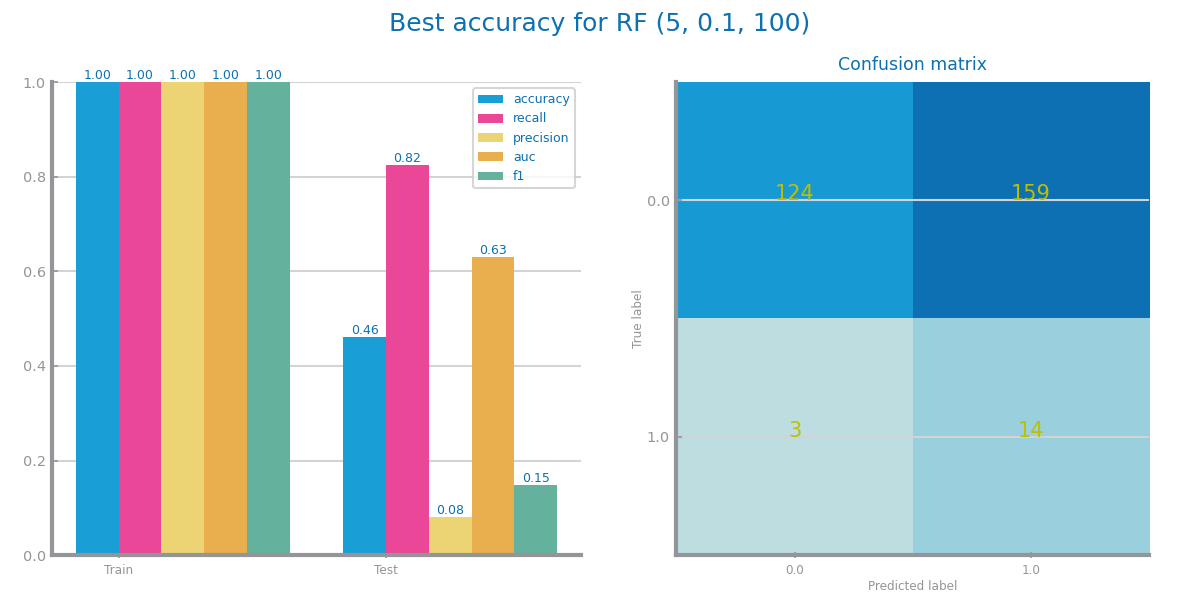 Best accuracy for RF (5, 0.1, 100)
1.00 1.00 1.00 1.00 1.00
1.0
0.8
0.6
0.4
0.2
0.0
accuracy
recall
precision
auc
f1
0.82
0.63
0.46
0.15
0.08
Train Test
Confusion matrix
True label
0.0
1.0
124 159
3 14
0.0 1.0
Predicted label